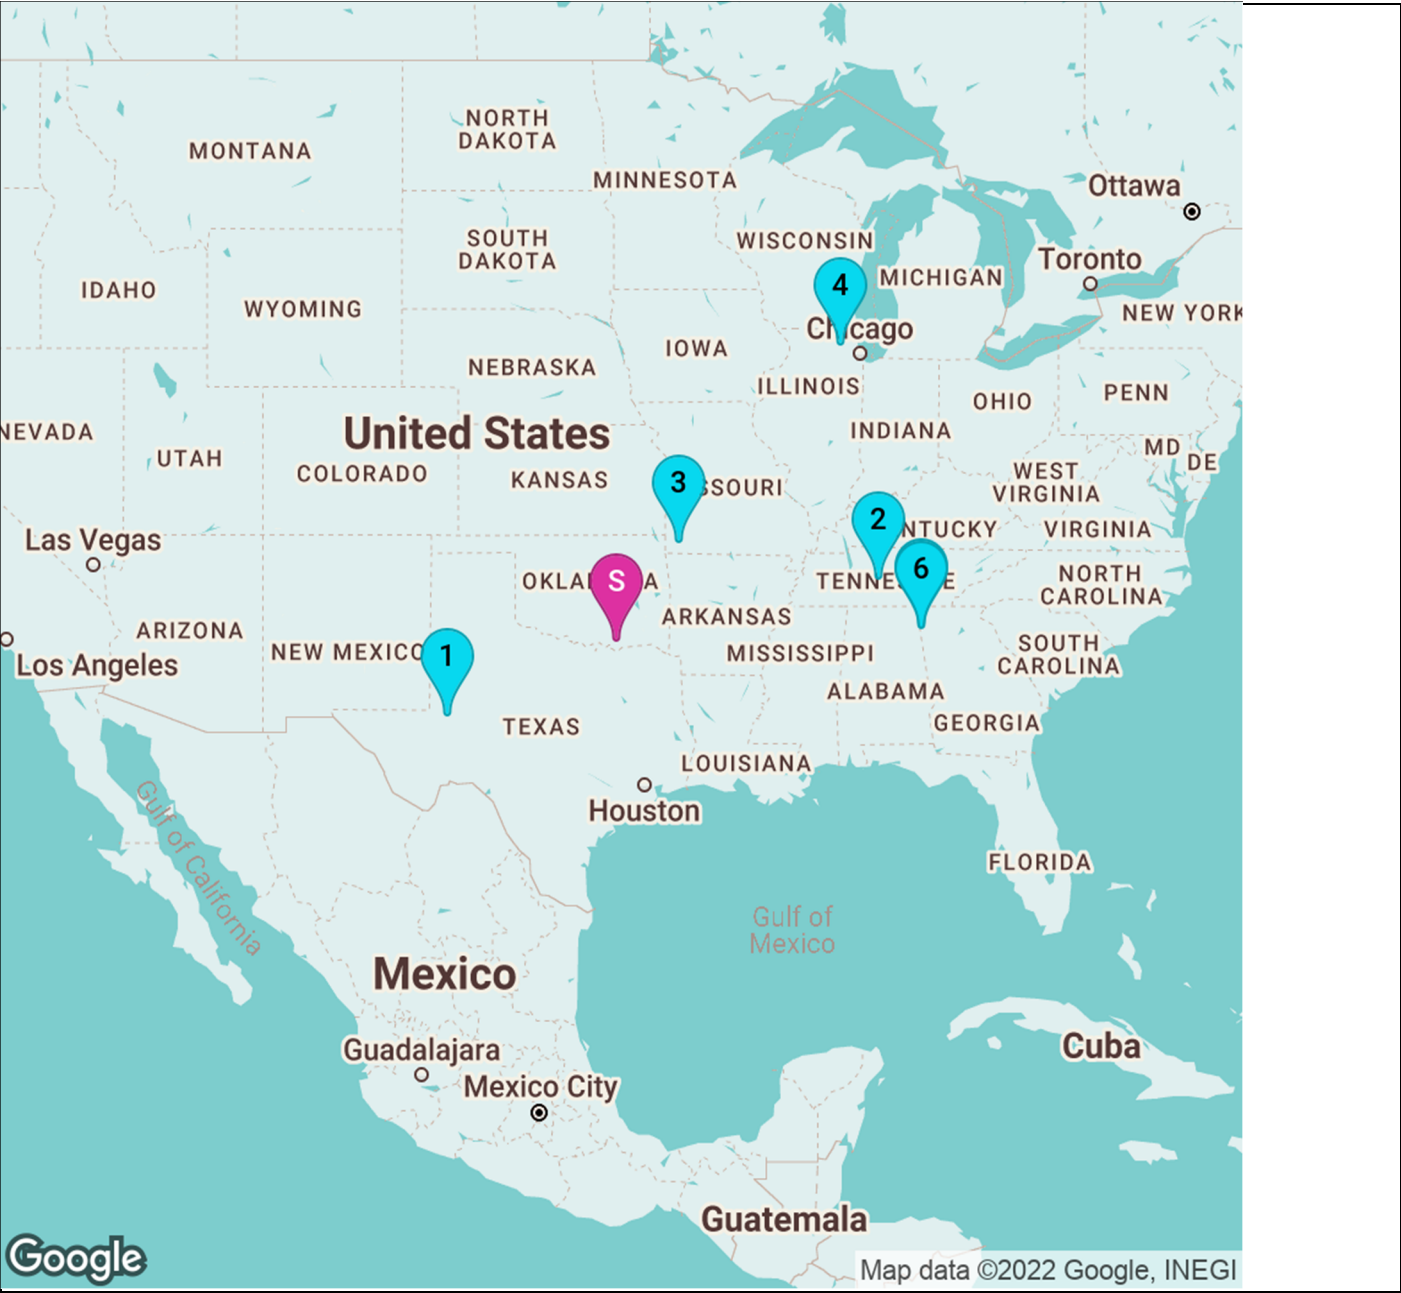 NORTH
DAKOTA
MONTANA
MINNESOTA
Ottawa
SOUTH
DAKOTA
WISCONSIN
Toronto
MICHIGAN
IDAHO
4
WYOMING
NEW YORK
Chicago
IOWA
NEBRASKA
ILLINOIS
PENN
OHIO
NEVADA
United States
INDIANA
MD
UTAH
DE
COLORADO
KANSAS
WEST
VIRGINIA
3
SSOURI
2
NTUCKY
VIRGINIA
Las Vegas
6
OKLA
S
A
TENNE
E
NORTH
CAROLINA
ARKANSAS
ARIZONA
NEW MEXICO
1
MISSISSIPPI
SOUTH
CAROLINA
Los Angeles
ALABAMA
TEXAS
GEORGIA
LOUISIANA
Houston
Gulf of California
FLORIDA
Gulf of
Mexico
Mexico
Guadalajara
Cuba
Mexico City
Guatemala
Google
Map data ©2022 Google, INEGI